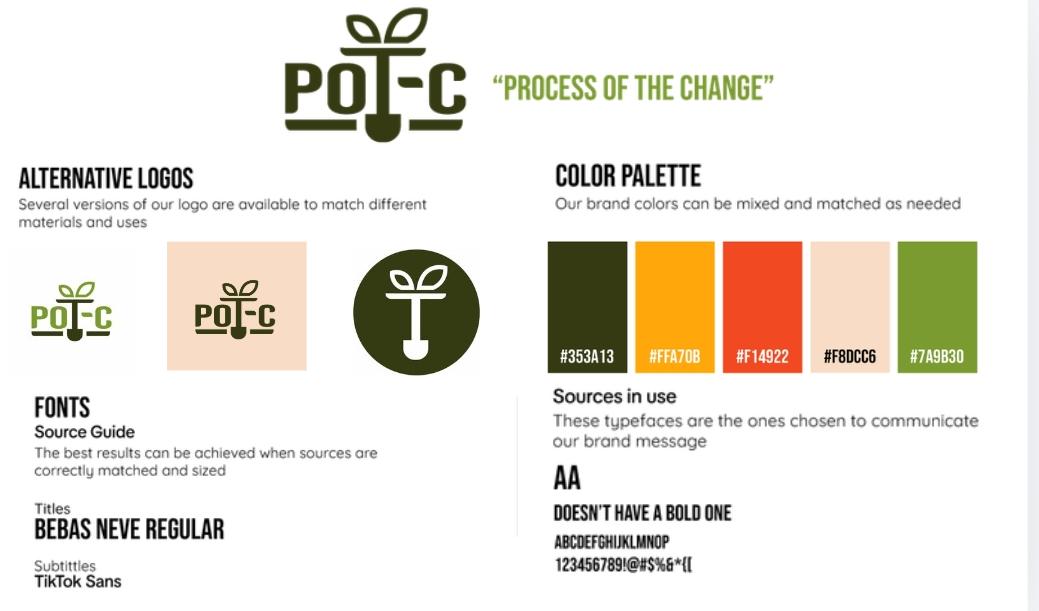 POT-C
“PROCESS OF THE CHANGE”
ALTERNATIVE LOGOS
Several versions of our logo are available to match different
materials and uses
POT-C
POT-C
COLOR PALETTE
Our brand colors can be mixed and matched as needed
#353A13
#FFA70B
#F14922
#F8DCC6
#7A9B30
FONTS
Source Guide
The best results can be achieved when sources are
correctly matched and sized
Titles
BEBAS NEVE REGULAR
Subtittles
TikTok Sans
Sources in use
These typefaces are the ones chosen to communicate
our brand message
AA
DOESN’T HAVE A BOLD ONE
ABCDEFGHIJKLMNOP
123456789!@#$%&*{[